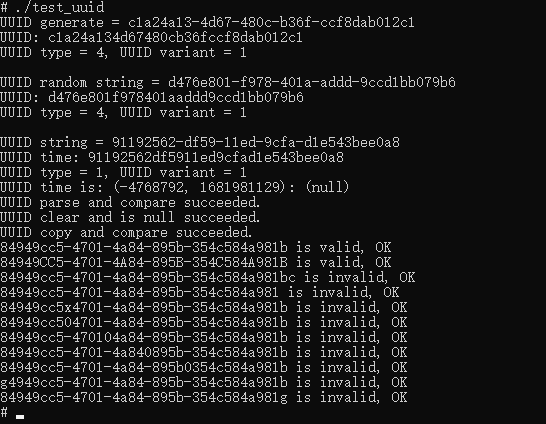 # ./test_uuid
UUID generate = c1a24a13-4d67-480c-b36f-ccf8dab012c1
UUID: c1a24a134d67480cb36fccf8dab012c1
UUID type = 4, UUID variant = 1
UUID random string = d476e801-f978-401a-addd-9ccd1bb079b6
UUID: d476e801f978401aaddd9ccd1bb079b6
UUID type = 4, UUID variant = 1
UUID string = 91192562-df59-11ed-9cfa-d1e543bee0a8
UUID time: 91192562df5911ed9cfad1e543bee0a8
UUID type = 1, UUID variant = 1
UUID time is: (-4768792, 1681981129): (null)
UUID parse and compare succeeded.
UUID clear and is null succeeded.
UUID copy and compare succeeded.
84949cc5-4701-4a84-895b-354c584a981b is valid, OK
84949CC5-4701-4A84-895B-354C584A981B is valid, OK
84949cc5-4701-4a84-895b-354c584a981bc is invalid, OK
84949cc5-4701-4a84-895b-354c584a981 is invalid, OK
84949cc5x4701-4a84-895b-354c584a981b is invalid, OK
84949cc504701-4a84-895b-354c584a981b is invalid, OK
84949cc5-470104a84-895b-354c584a981b is invalid, OK
84949cc5-4701-4a840895b-354c584a981b is invalid, OK
84949cc5-4701-4a84-895b0354c584a981b is invalid, OK
g4949cc5-4701-4a84-895b-354c584a981b is invalid, OK
84949cc5-4701-4a84-895b-354c584a981g is invalid, OK
#